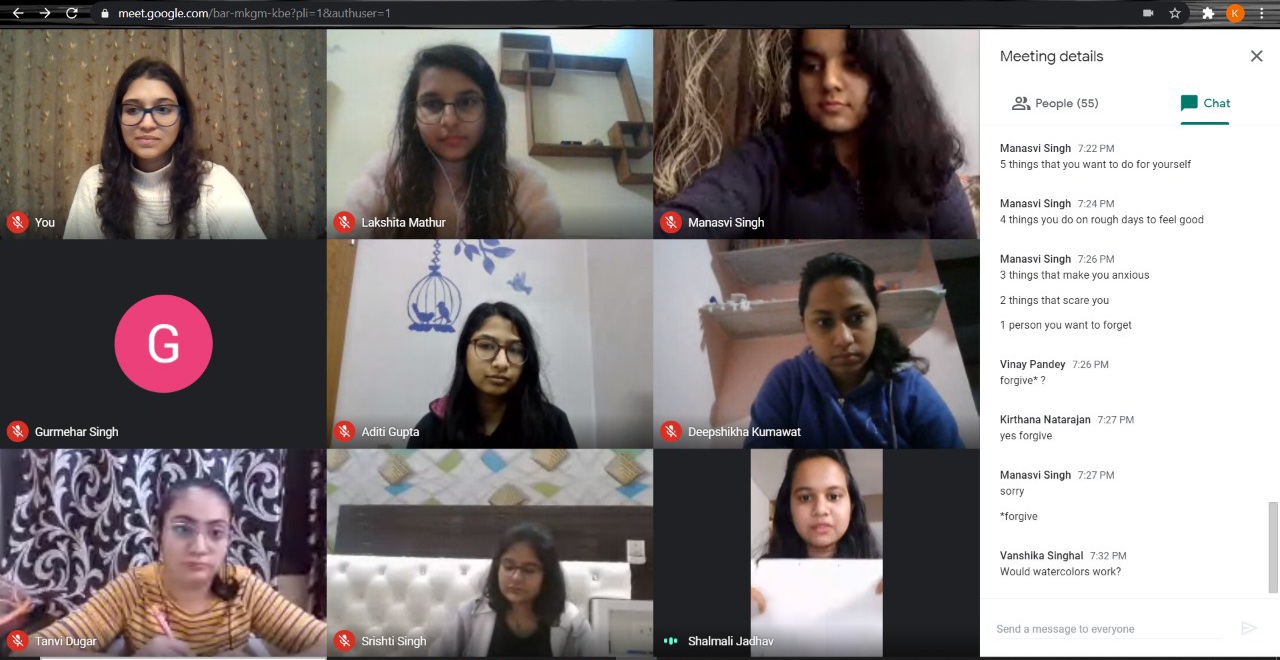 meet.google.com/bar-mkgm-kbe?pli=1&authuser=1
K
Meeting details
People (55)
Chat
You
Lakshita Mathur
Manasvi Singh
G
Gurmehar Singh
Aditi Gupta
Deepshikha Kumawat
Tanvi Dugar
Srishti Singh
Shalmali Jadhav
Manasvi Singh 7:22 PM
5 things that you want to do for yourself
Manasvi Singh 7:24 PM
4 things you do on rough days to feel good
Manasvi Singh 7:26 PM
3 things that make you anxious
2 things that scare you
1 person you want to forget
Vinay Pandey 7:26 PM
forgive* ?
Kirthana Natarajan 7:27 PM
yes forgive
Manasvi Singh 7:27 PM
sorry
*forgive
Vanshika Singhal 7:32 PM
Would watercolors work?
Send a message to everyone